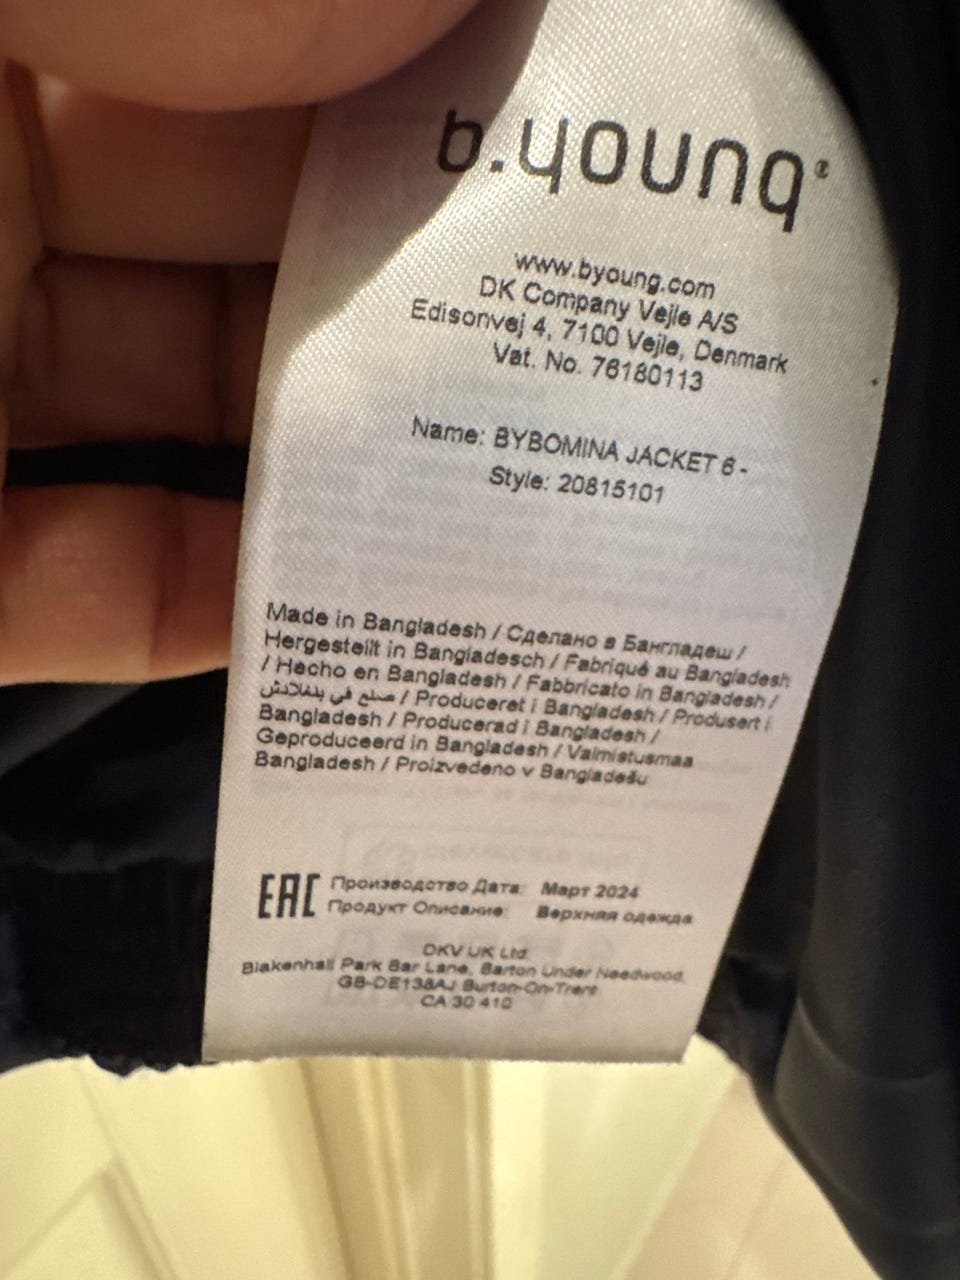 b.young®
www.byoung.com
DK Company Vejle A/S
Edisonvej 4, 7100 Vejle, Denmark
Vat. No. 76180113
Name: BYBOMINA JACKET 6 -
Style: 20815101
Made in Bangladesh / Сделано в Бангладеш /
Hergestellt in Bangladesch / Fabriqué au Bangladesh
/ Hecho en Bangladesh / Fabbricato in Bangladesh /
صنع في بنغلادش / Produceret i Bangladesh / Produsert i
Bangladesh / Producerad i Bangladesh /
Geproduceerd in Bangladesh / Valmistusmaa
Bangladesh / Proizvedeno v Bangladešu
EAC Производство Дата: Март 2024
Продукт Описание: Верхняя одежда
DKV UK Ltd.
Blakenhall Park Bar Lane, Barton Under Needwood,
GB-DE138AJ Burton-On-Trent
CA 30 410